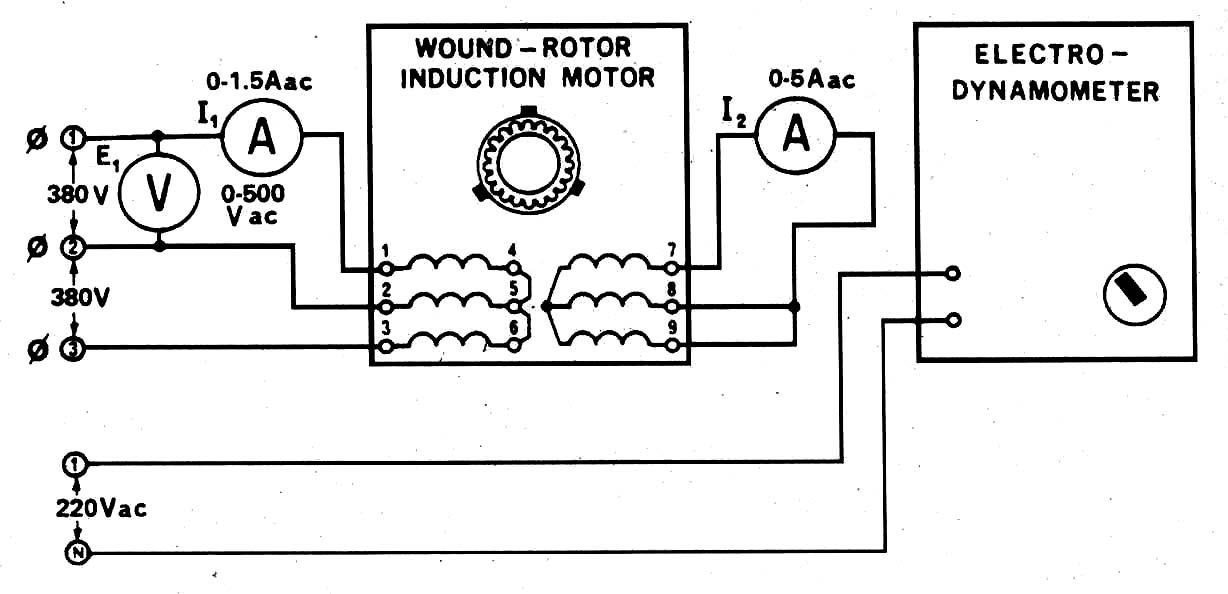 WOUND-ROTOR
INDUCTION MOTOR
ELECTRO-
DYNAMOMETER
0-1.5Aac
I1
A
0-5Aac
I2
A
Ø 1
E1
380 V
V
0-500
Vac
Ø 2
380V
Ø 3
1 4 7
2 5 8
3 6 9
1
220Vac
N